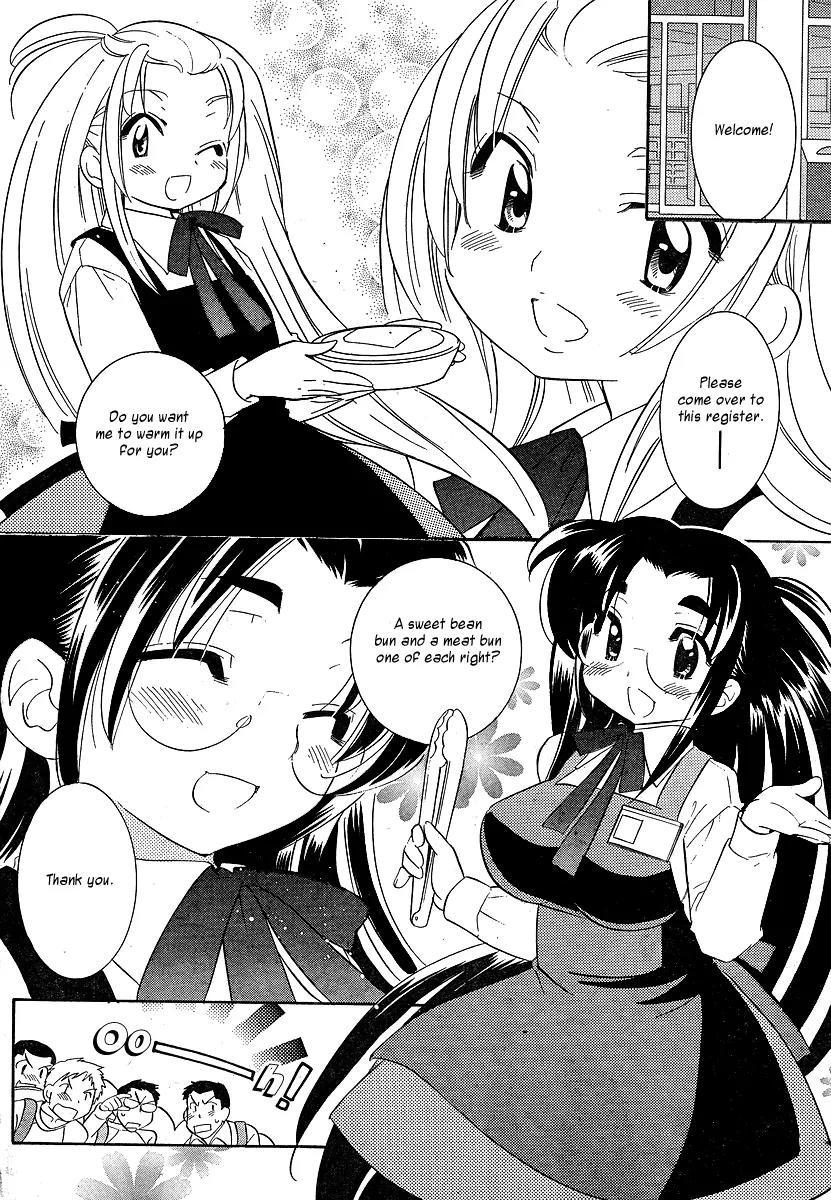 Welcome!
Please
come over to
this register.
Do you want
me to warm it up
for you?
A sweet bean
bun and a meat bun
one of each right?
Thank you.
Oo—h!